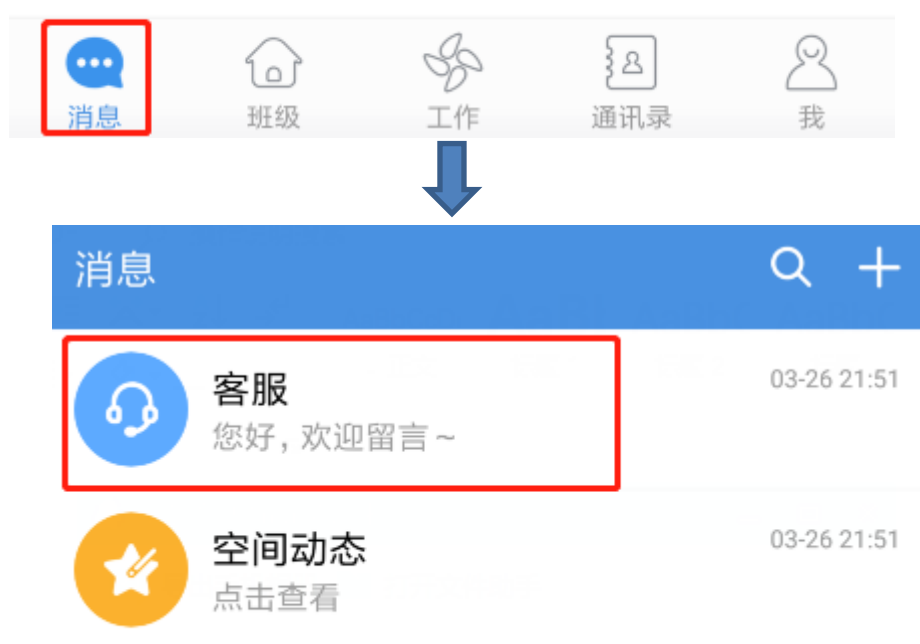 消息 班级 工作 通讯录 我
消息
客服 03-26 21:51
您好，欢迎留言~
空间动态 03-26 21:51
点击查看